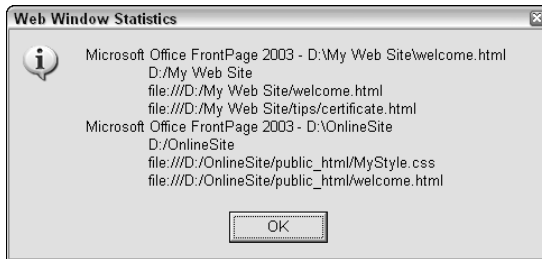 Web Window Statistics
Microsoft Office FrontPage 2003 - D:\My Web Site\welcome.html
D:/My Web Site
file:///D:/My Web Site/welcome.html
file:///D:/My Web Site/tips/certificate.html
Microsoft Office FrontPage 2003 - D:\OnlineSite
D:/OnlineSite
file:///D:/OnlineSite/public_html/MyStyle.css
file:///D:/OnlineSite/public_html/welcome.html
OK